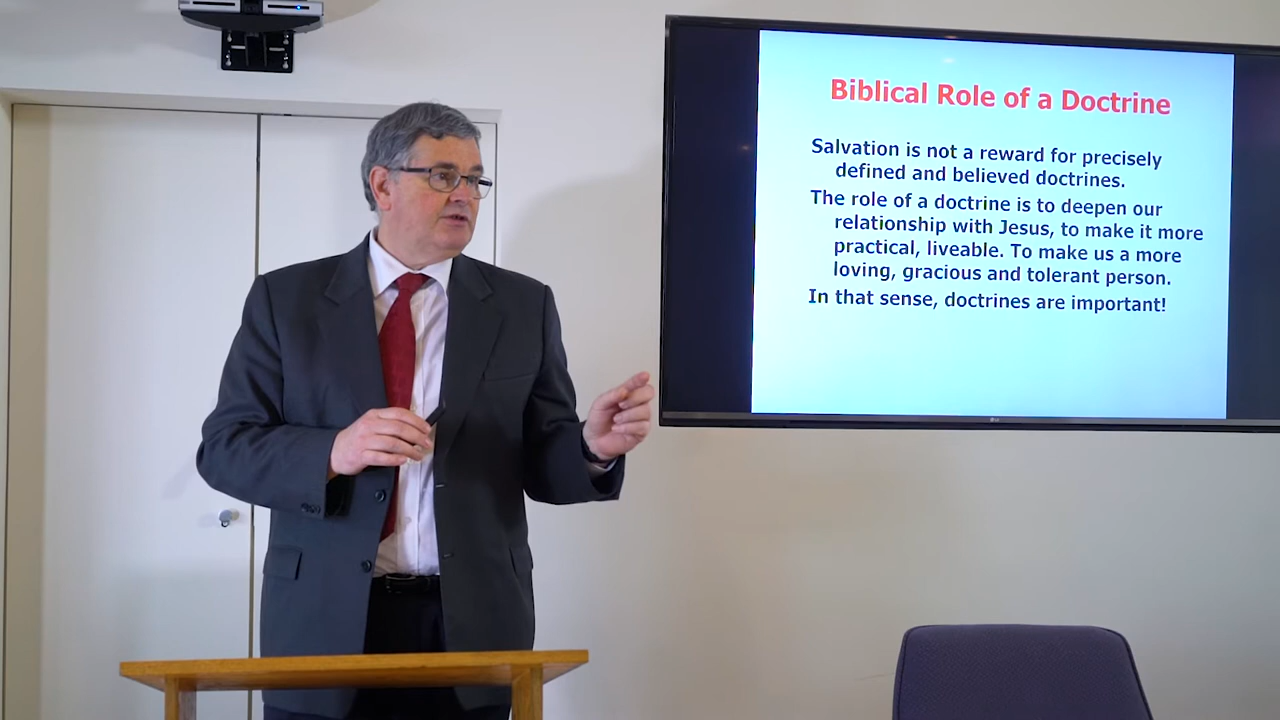 Biblical Role of a Doctrine
Salvation is not a reward for precisely
defined and believed doctrines.
The role of a doctrine is to deepen our
relationship with Jesus, to make it more
practical, liveable. To make us a more
loving, gracious and tolerant person.
In that sense, doctrines are important!
LG